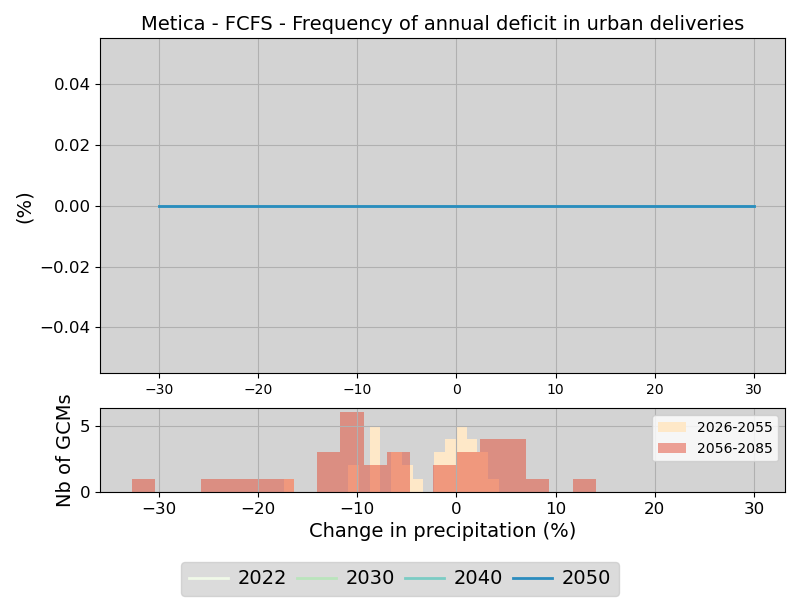 Metica - FCFS - Frequency of annual deficit in urban deliveries
0.04
0.02
0.00
−0.02
−0.04
(%)
−30 −20 −10 0 10 20 30
5
0
Nb of GCMs
2026-2055
2056-2085
−30 −20 −10 0 10 20 30
Change in precipitation (%)
2022 2030 2040 2050